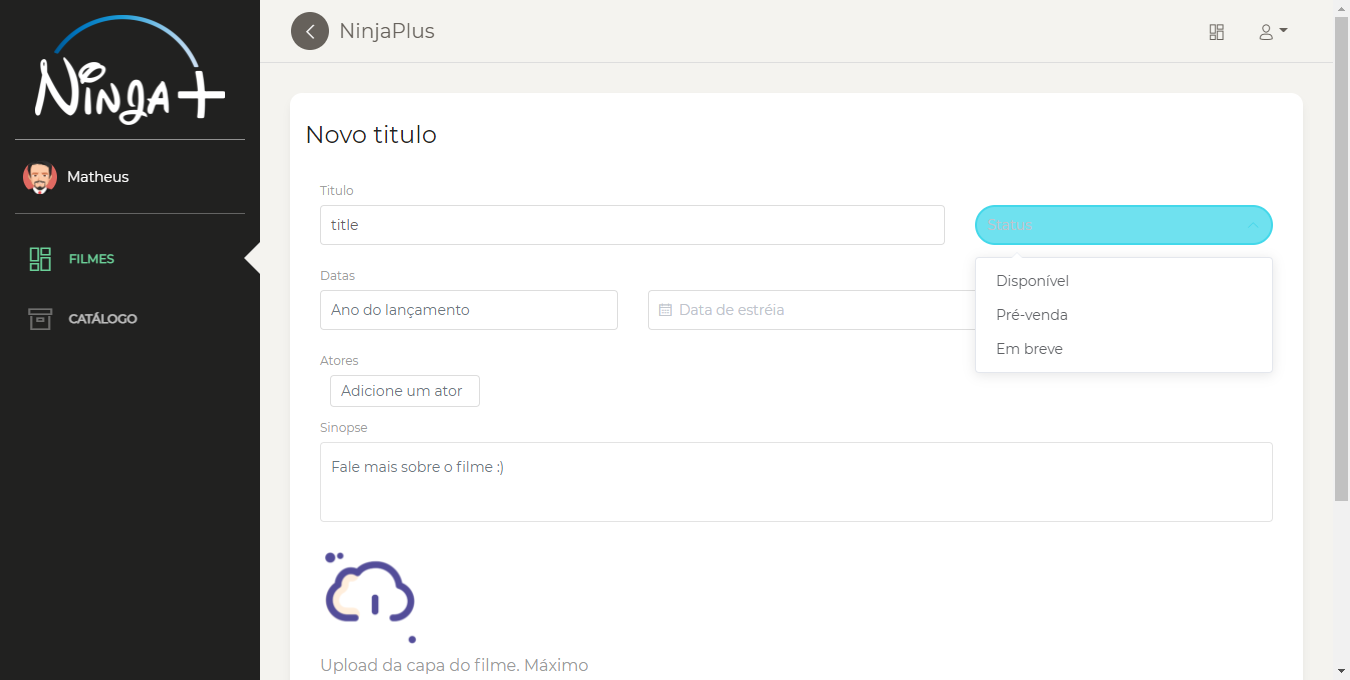 Ninja+
NinjaPlus
Matheus
FILMES
CATÁLOGO
Novo titulo
Titulo
title
Status
Disponível
Pré-venda
Em breve
Datas
Ano do lançamento
Data de estréia
Atores
Adicione um ator
Sinopse
Fale mais sobre o filme :)
Upload da capa do filme. Máximo